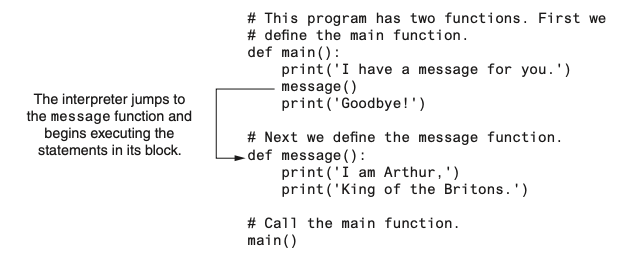 # This program has two functions. First we
# define the main function.
def main():
    print('I have a message for you.')
    message()
    print('Goodbye!')
The interpreter jumps to
the message function and
begins executing the
statements in its block.
# Next we define the message function.
def message():
    print('I am Arthur,')
    print('King of the Britons.')
# Call the main function.
main()